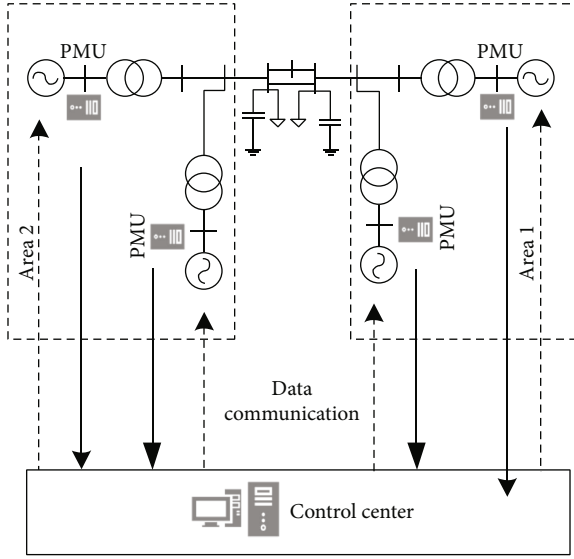 PMU
PMU
PMU
PMU
Area 2
Area 1
Data
communication
Control center